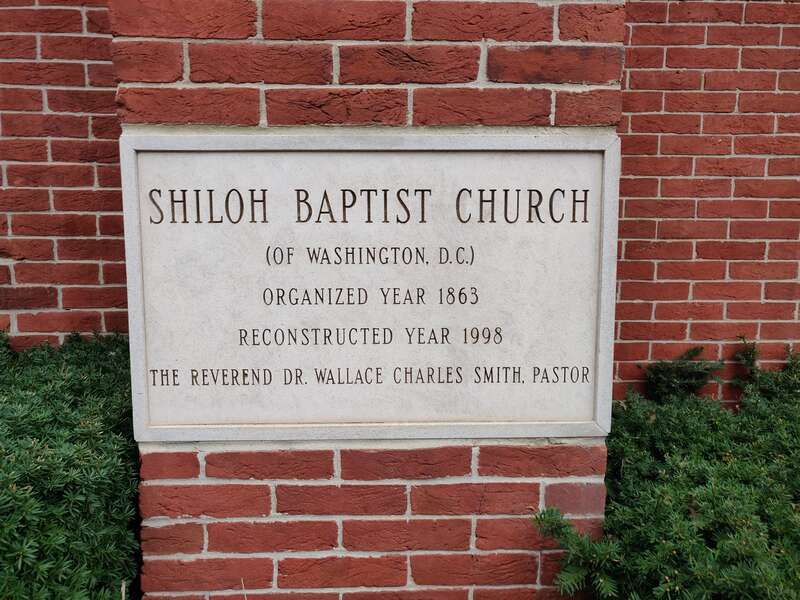 SHILOH BAPTIST CHURCH
(OF WASHINGTON, D.C.)
ORGANIZED YEAR 1863
RECONSTRUCTED YEAR 1998
THE REVEREND DR. WALLACE CHARLES SMITH, PASTOR